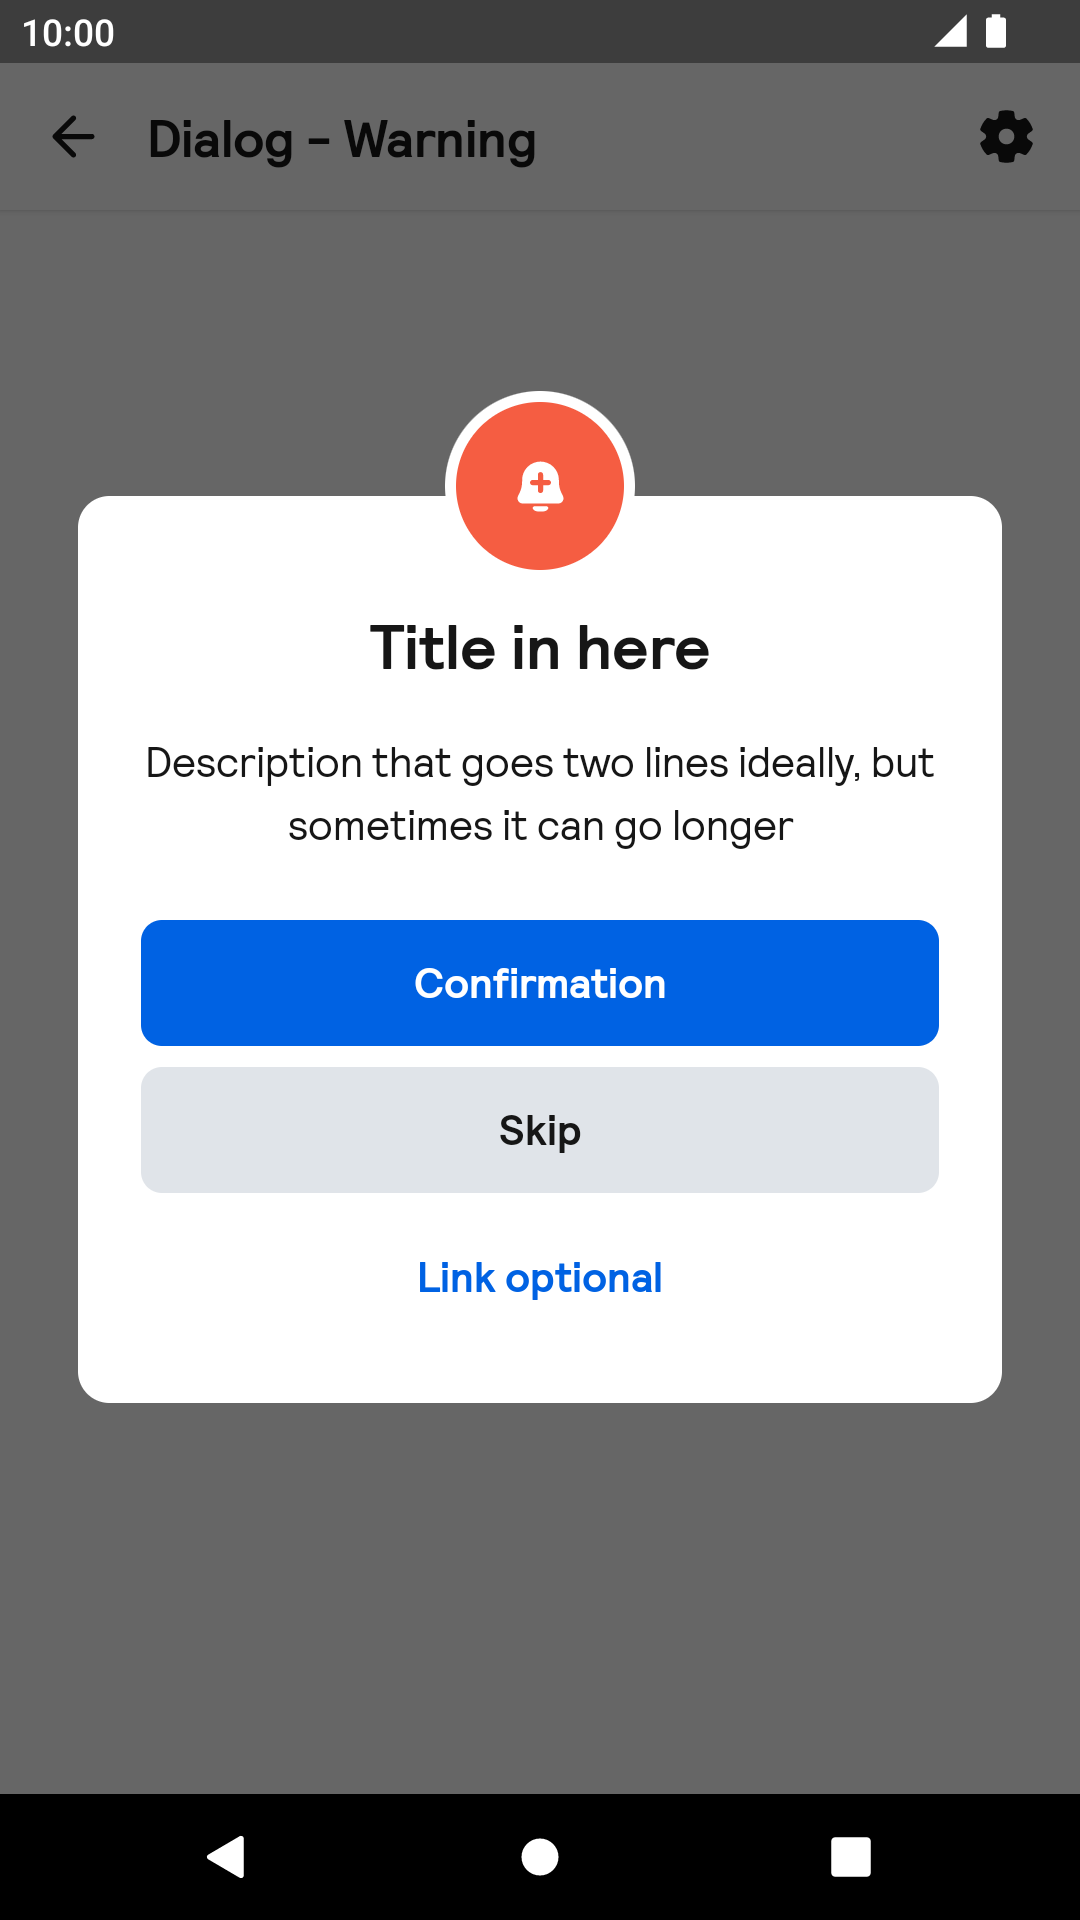 10:00
Dialog - Warning
Title in here
Description that goes two lines ideally, but
sometimes it can go longer
Confirmation
Skip
Link optional